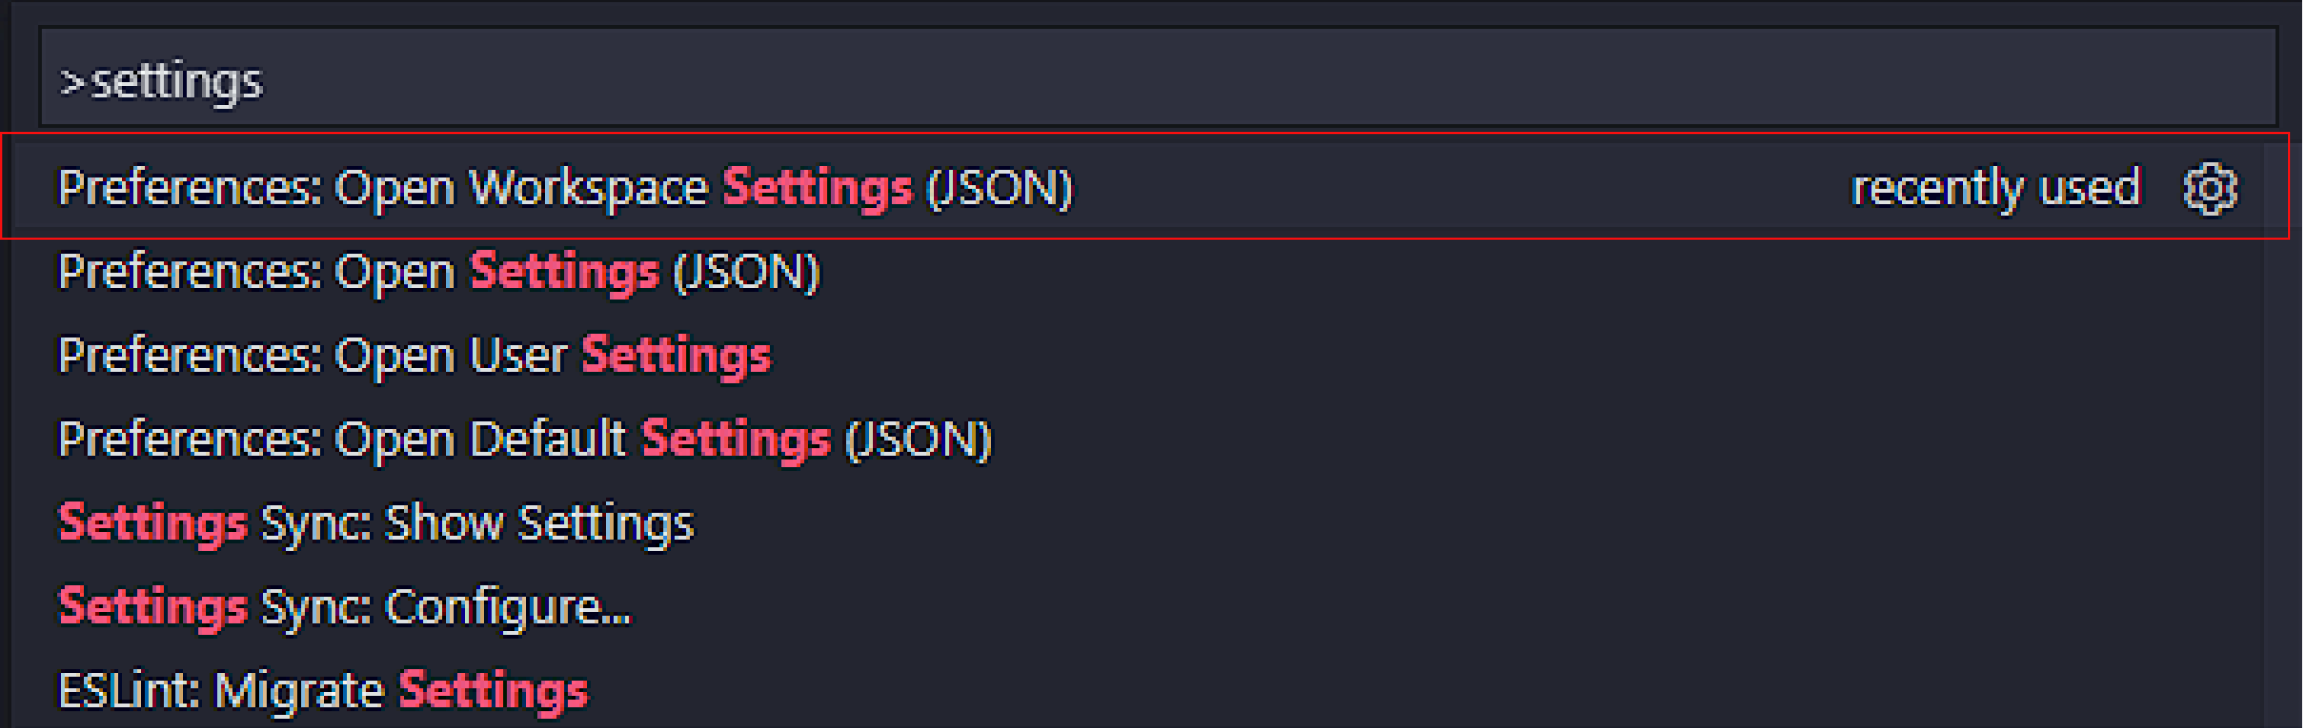 >settings
Preferences: Open Workspace Settings (JSON) recently used
Preferences: Open Settings (JSON)
Preferences: Open User Settings
Preferences: Open Default Settings (JSON)
Settings Sync: Show Settings
Settings Sync: Configure...
ESLint: Migrate Settings